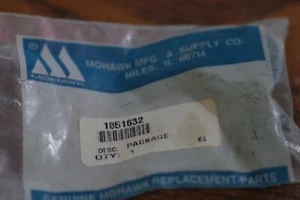 MOHAWK MFG. & SUPPLY CO.
NILES, IL 60714
MOHAWK
1851632
DESC: PACKAGE
QTY: 1
GENUINE MOHAWK REPLACEMENT PARTS